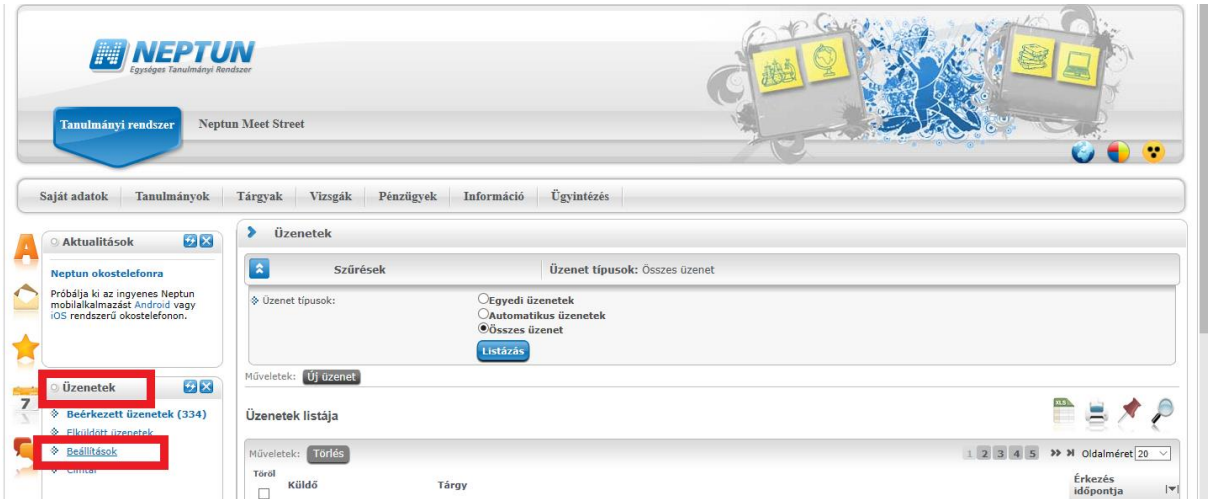 NEPTUN
Egységes Tanulmányi Rendszer
Tanulmányi rendszer
Neptun Meet Street
Saját adatok Tanulmányok Tárgyak Vizsgák Pénzügyek Információ Ügyintézés
A
Aktualitások
Neptun okostelefonra
Próbálja ki az ingyenes Neptun
mobilalkalmazást Android vagy
iOS rendszerű okostelefonon.
7
Üzenetek
Beérkezett üzenetek (334)
Elküldött üzenetek
Beállítások
Címtár
Üzenetek
Szűrések Üzenet típusok: Összes üzenet
Üzenet típusok:
Egyedi üzenetek
Automatikus üzenetek
Összes üzenet
Listázás
Műveletek: Új üzenet
Üzenetek listája
XLS
Műveletek: Törlés
1 2 3 4 5 Oldalméret 20
Töröl
Küldő Tárgy
Érkezés
időpontja